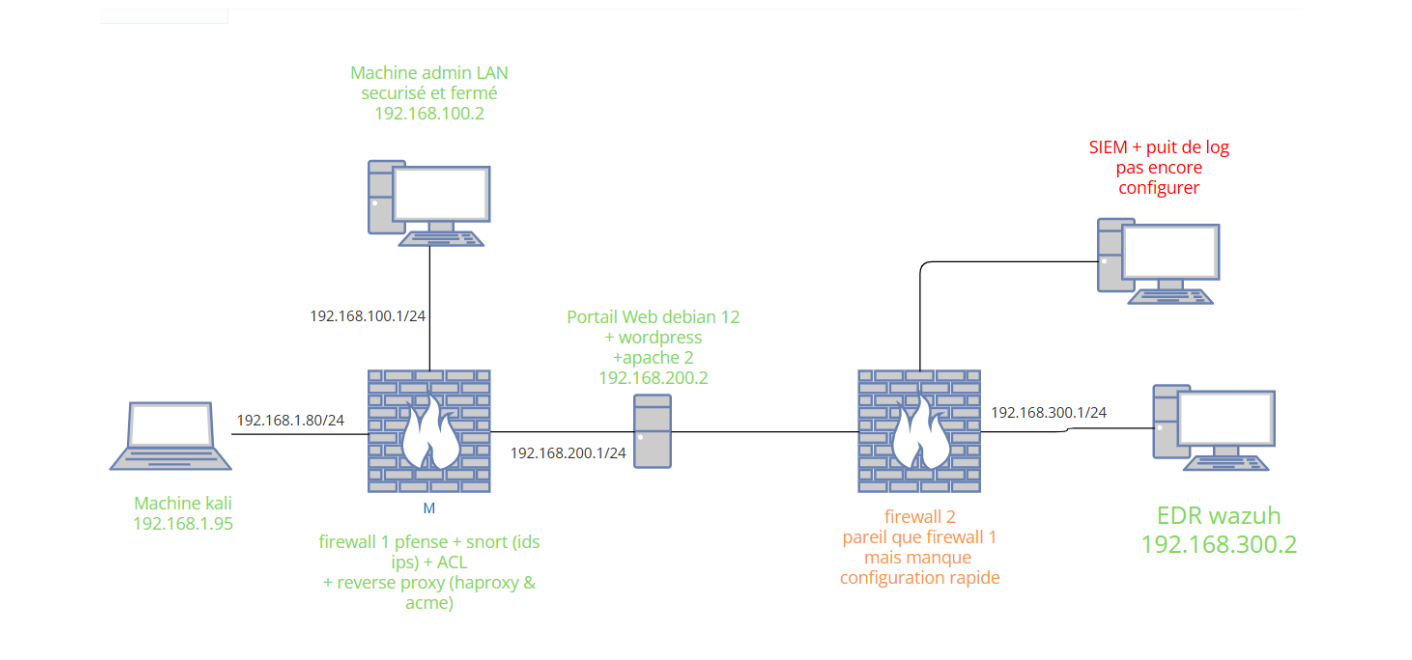 Machine admin LAN
securisé et fermé
192.168.100.2
SIEM + puit de log
pas encore
configurer
192.168.100.1/24
Portail Web debian 12
+ wordpress
+apache 2
192.168.200.2
192.168.1.80/24
192.168.200.1/24
192.168.300.1/24
Machine kali
192.168.1.95
M
firewall 1 pfense + snort (ids
ips) + ACL
+ reverse proxy (haproxy &
acme)
firewall 2
pareil que firewall 1
mais manque
configuration rapide
EDR wazuh
192.168.300.2